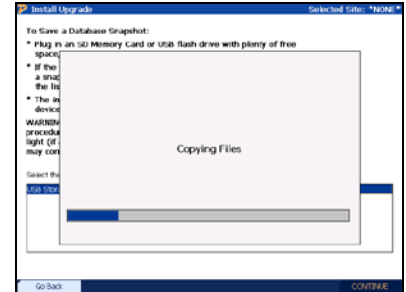 Install Upgrade
Selected Site: *NONE*
To Save a Database Snapshot:
* Plug in an SD Memory Card or USB flash drive with plenty of free
space,
* If the
a snap
the lis
* The in
device
WARNIN
procedu
light (if
may corr
Copying Files
Select the
USB Stor
Go Back
CONTINUE